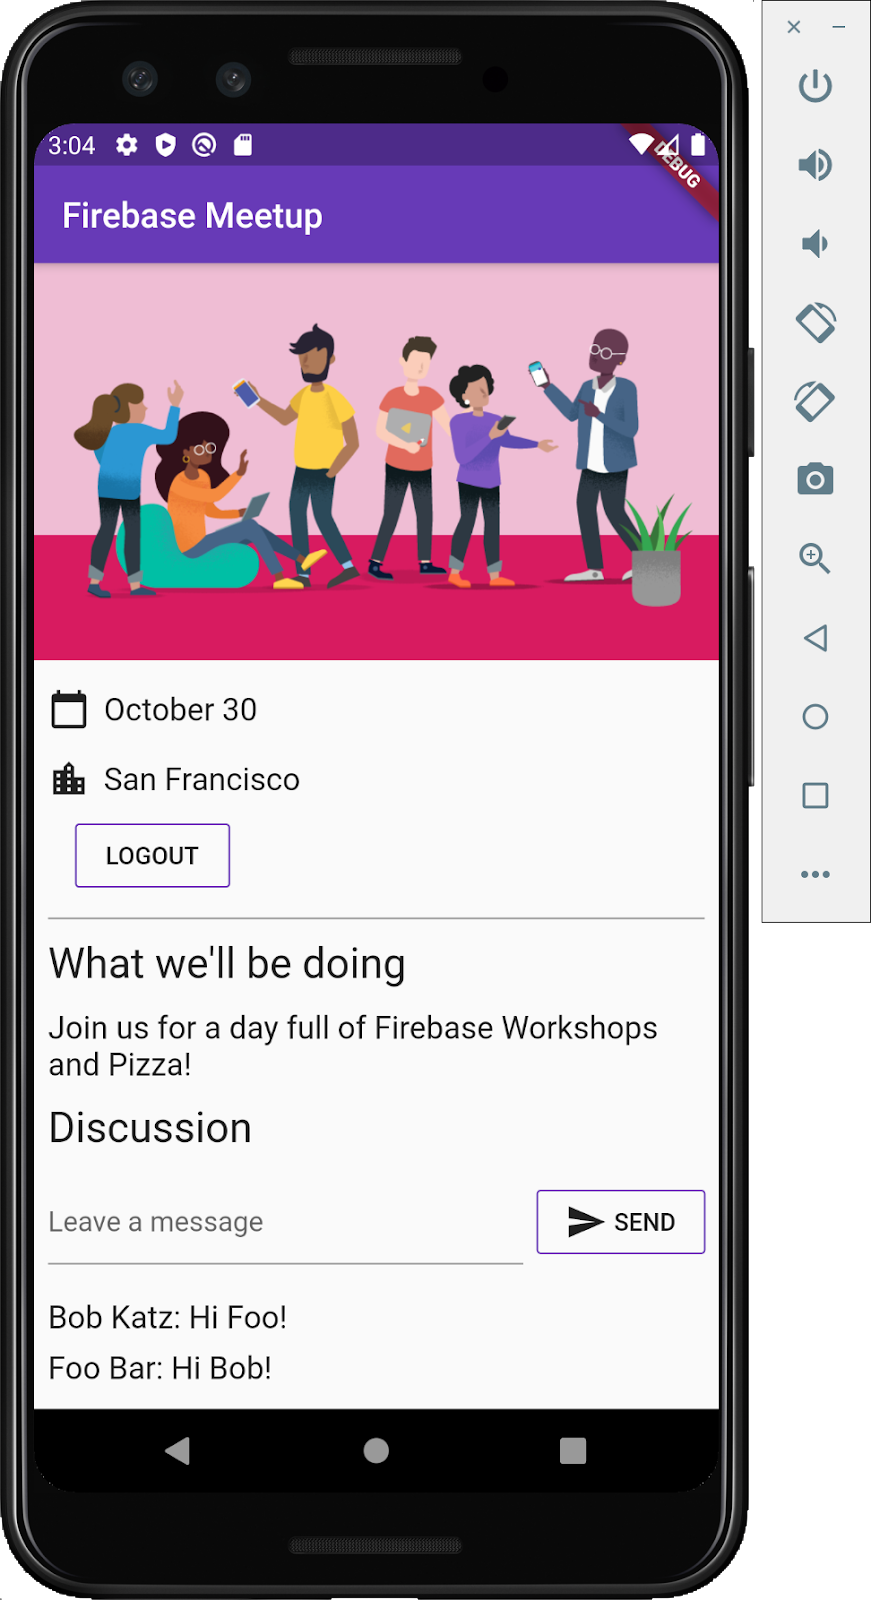 3:04
DEBUG
Firebase Meetup
October 30
San Francisco
LOGOUT
What we'll be doing
Join us for a day full of Firebase Workshops
and Pizza!
Discussion
Leave a message
SEND
Bob Katz: Hi Foo!
Foo Bar: Hi Bob!